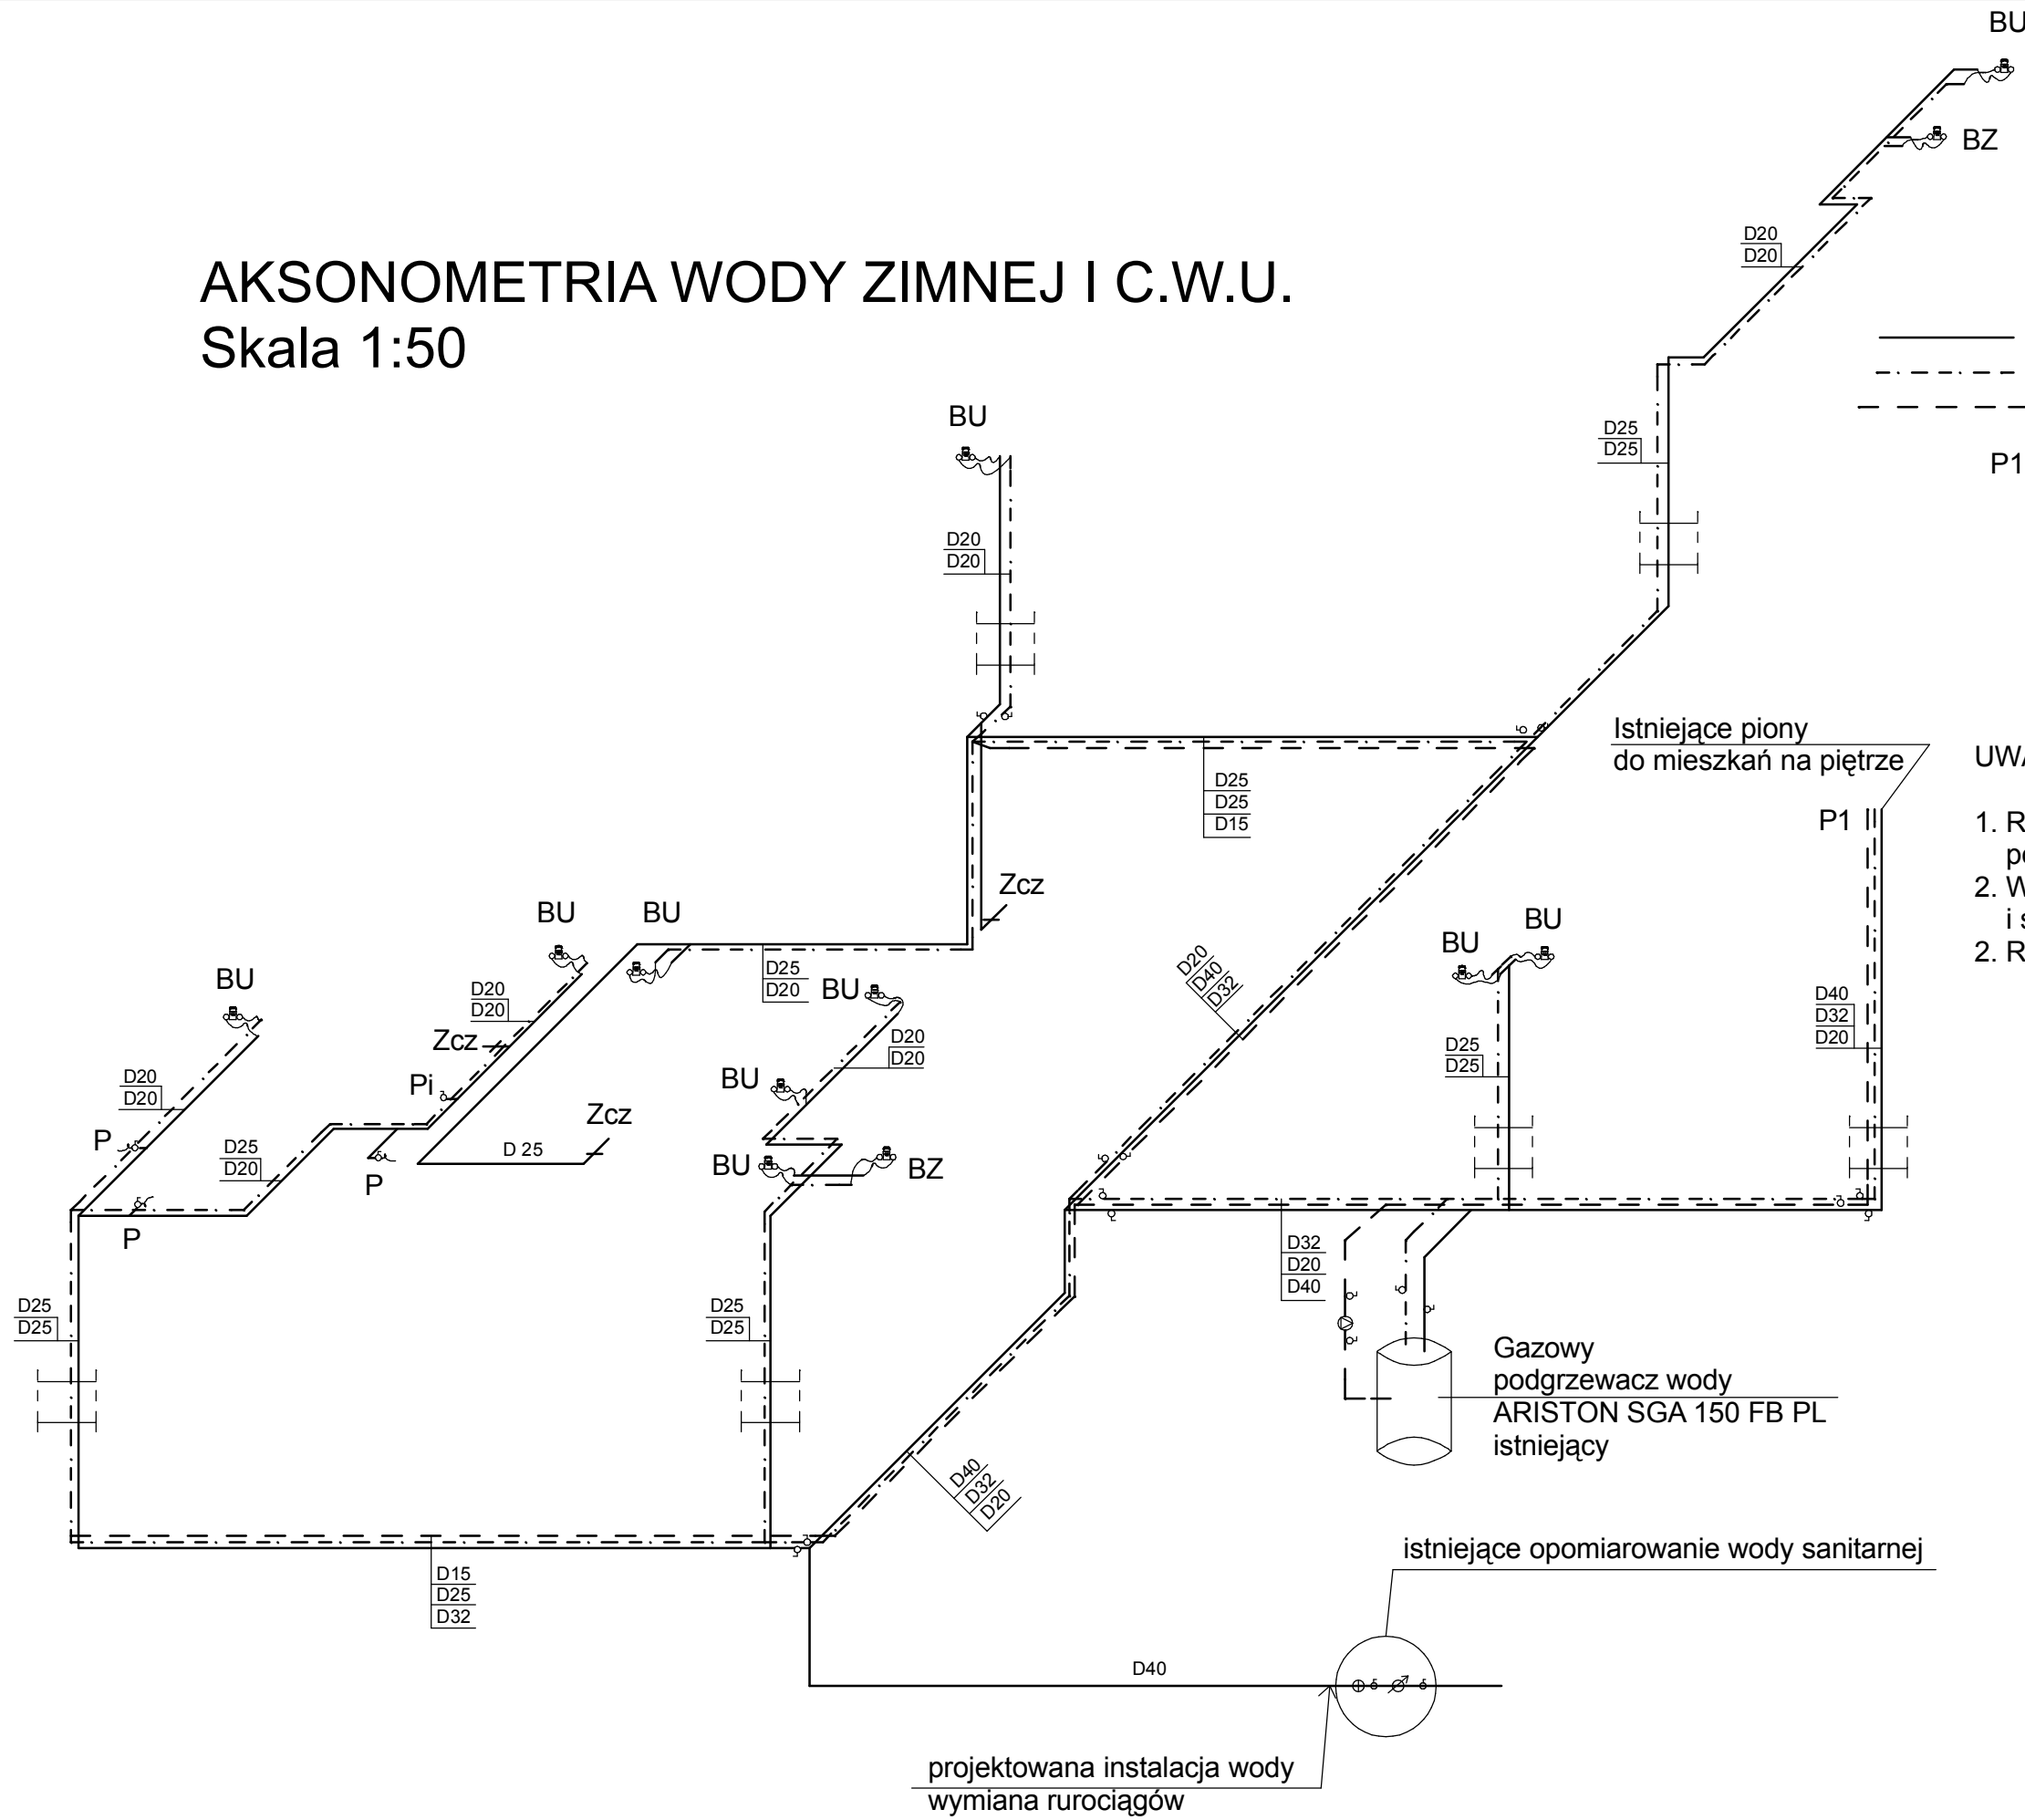 BU
BZ
AKSONOMETRIA WODY ZIMNEJ I C.W.U.
Skala 1:50
D20
D20
BU
D25
D25
P1
D20
D20
Istniejące piony
do mieszkań na piętrze
D25
D25
D15
P1
Zcz
BU
BU
BU
BU
BU
D25
D20
BU
D20
D20
D20
D40
D32
D40
D32
D20
Zcz
D20
D20
D25
D25
D20
D20
Pi
BU
Zcz
P
D25
D20
D 25
P
BU
BZ
P
D32
D20
D40
D25
D25
D25
D25
Gazowy
podgrzewacz wody
ARISTON SGA 150 FB PL
istniejący
D40
D32
D20
istniejące opomiarowanie wody sanitarnej
D15
D25
D32
D40
projektowana instalacja wody
wymiana rurociągów
1.
2.
2.